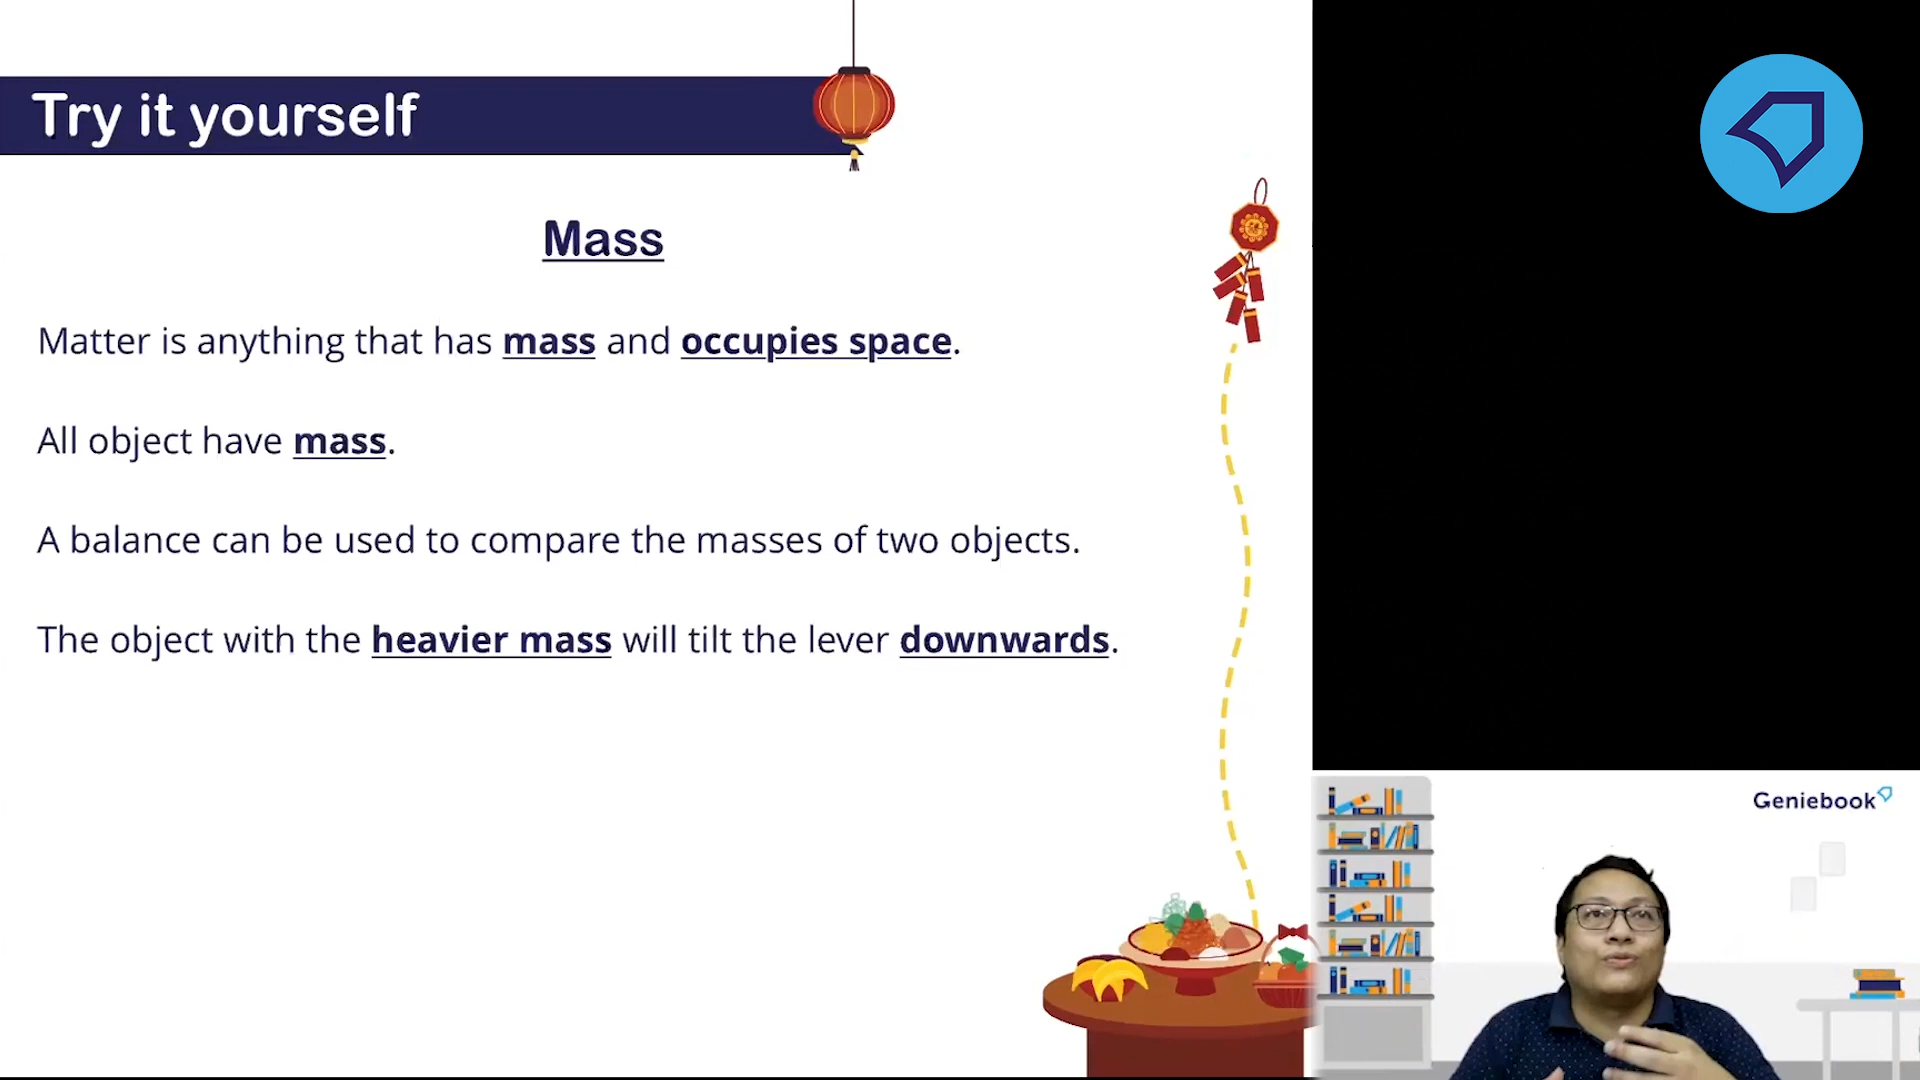 Try it yourself
Mass
Matter is anything that has mass and occupies space.
All object have mass.
A balance can be used to compare the masses of two objects.
The object with the heavier mass will tilt the lever downwards.
Geniebook